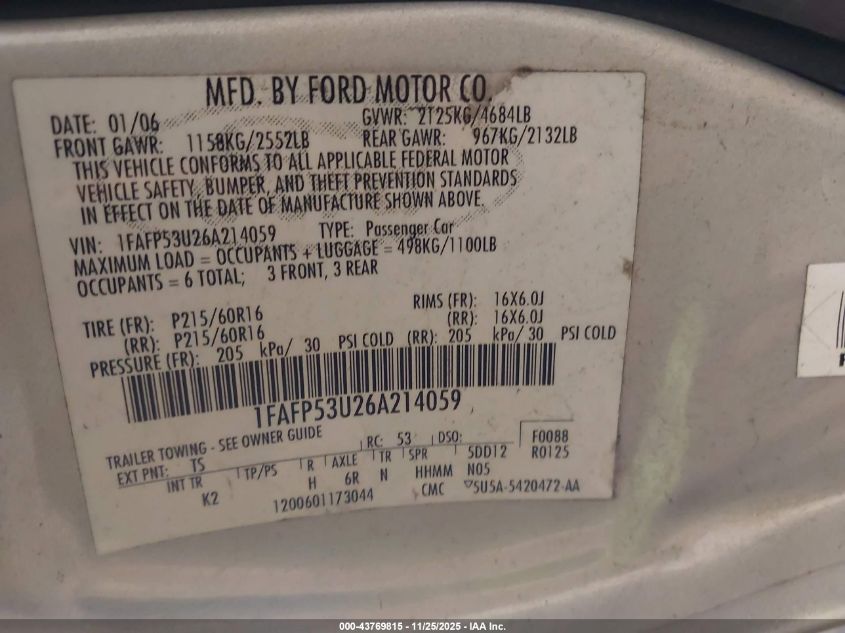 MFD. BY FORD MOTOR CO.
DATE: 01/06 GVWR: 2125KG/4684LB
FRONT GAWR: 1158KG/2552LB REAR GAWR: 967KG/2132LB
THIS VEHICLE CONFORMS TO ALL APPLICABLE FEDERAL MOTOR
VEHICLE SAFETY, BUMPER, AND THEFT PREVENTION STANDARDS
IN EFFECT ON THE DATE OF MANUFACTURE SHOWN ABOVE.
VIN: 1FAFP53U26A214059 TYPE: Passenger Car
MAXIMUM LOAD = OCCUPANTS + LUGGAGE = 498KG/1100LB
OCCUPANTS = 6 TOTAL; 3 FRONT, 3 REAR
TIRE (FR): P215/60R16 RIMS (FR): 16X6.0J
(RR): P215/60R16 (RR): 16X6.0J
PRESSURE (FR): 205 kPa/ 30 PSI COLD (RR): 205 kPa/ 30 PSI COLD
1FAFP53U26A214059
TRAILER TOWING - SEE OWNER GUIDE RC: 53 DSO: F0088
EXT PNT: TS 5DD12 R0125
INT TR TP/PS R AXLE TR SPR N05
K2 H 6R N HHMM
1200601173044 CMC 5U5A-5420472-AA
000-43769815 - 11/25/2025 - IAA Inc.